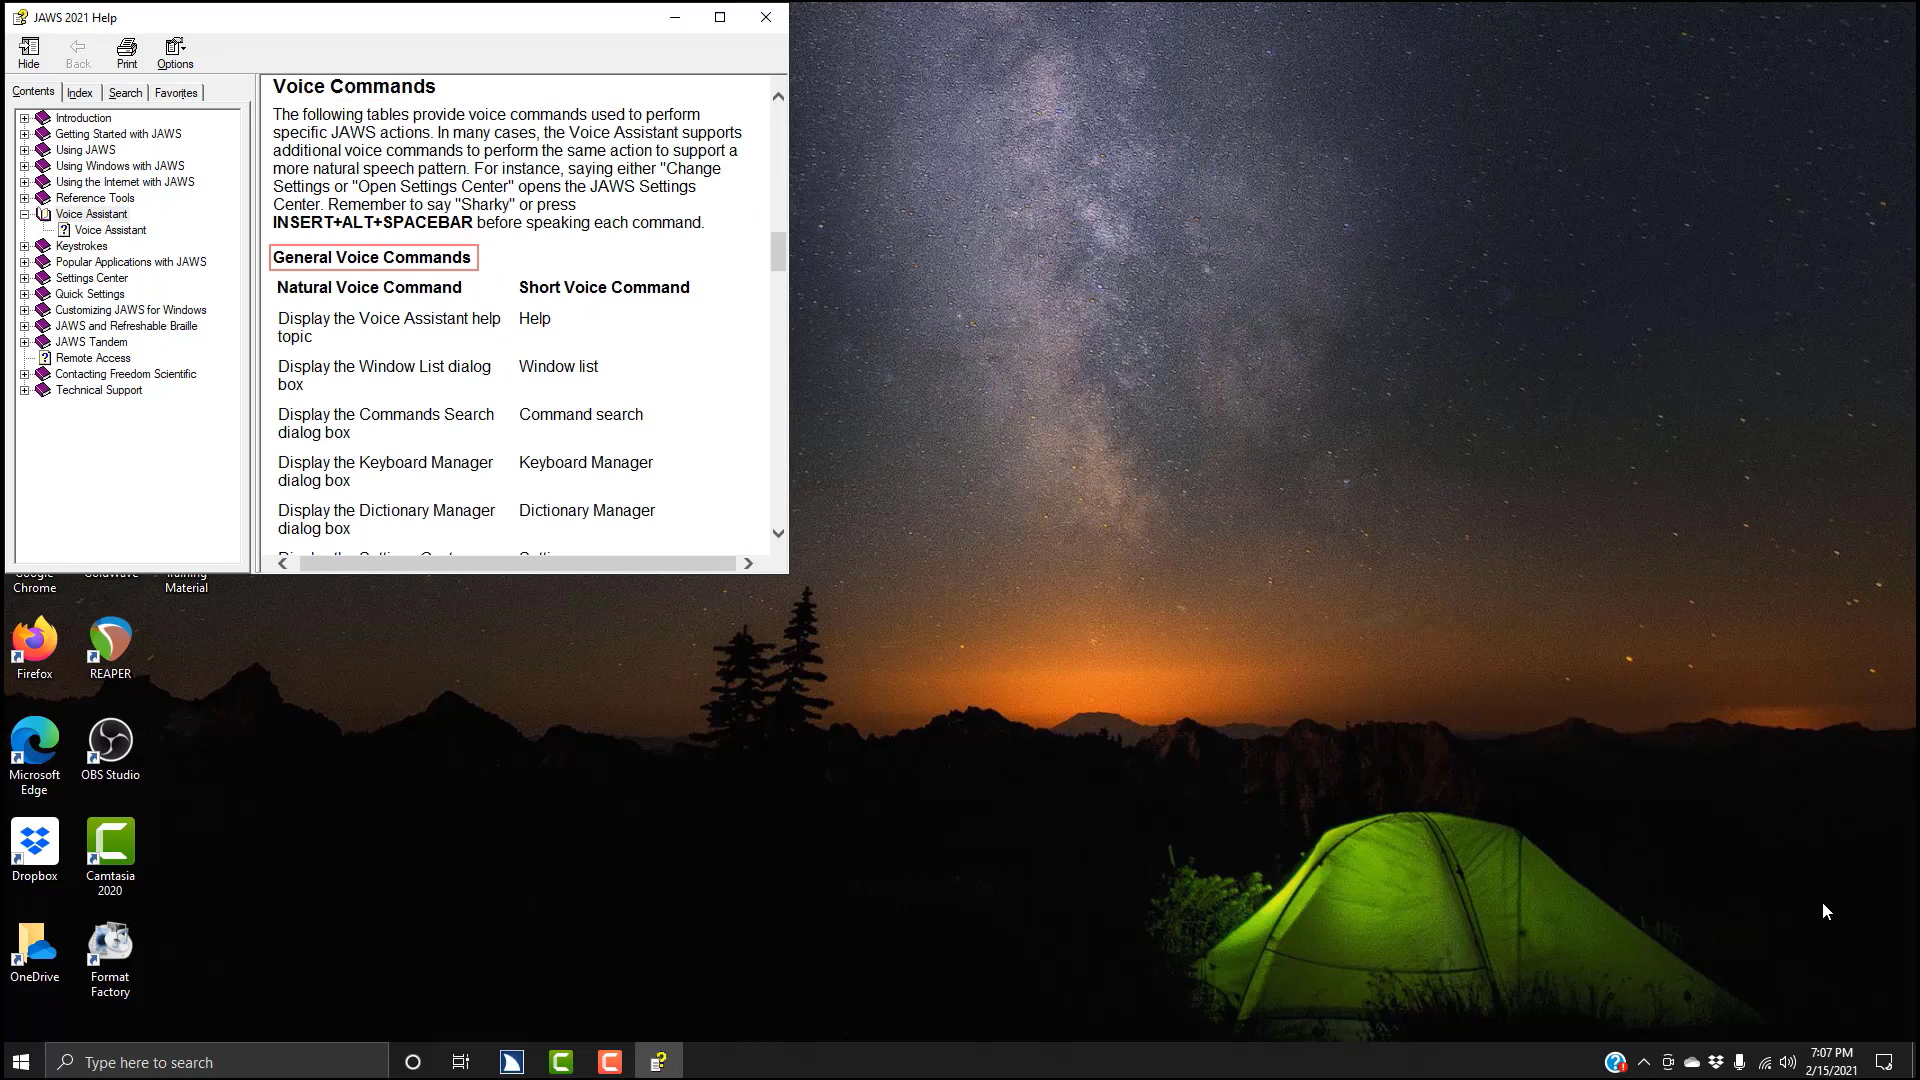 JAWS 2021 Help
Hide
Back
Print
Options
Contents
Index
Search
Favorites
Introduction
Getting Started with JAWS
Using JAWS
Using Windows with JAWS
Using the Internet with JAWS
Reference Tools
Voice Assistant
Voice Assistant
Keystrokes
Popular Applications with JAWS
Settings Center
Quick Settings
Customizing JAWS for Windows
JAWS and Refreshable Braille
JAWS Tandem
Remote Access
Contacting Freedom Scientific
Technical Support
Voice Commands
The following tables provide voice commands used to perform
specific JAWS actions. In many cases, the Voice Assistant supports
additional voice commands to perform the same action to support a
more natural speech pattern. For instance, saying either "Change
Settings or "Open Settings Center" opens the JAWS Settings
Center. Remember to say "Sharky" or press
INSERT+ALT+SPACEBAR before speaking each command.
General Voice Commands
Natural Voice Command Short Voice Command
Display the Voice Assistant help
topic
Help
Display the Window List dialog
box
Window list
Display the Commands Search
dialog box
Command search
Display the Keyboard Manager
dialog box
Keyboard Manager
Display the Dictionary Manager
dialog box
Dictionary Manager
Chrome
Material
Firefox
REAPER
Microsoft
Edge
OBS Studio
Dropbox
Camtasia
2020
OneDrive
Format
Factory
Type here to search
7:07 PM
2/15/2021